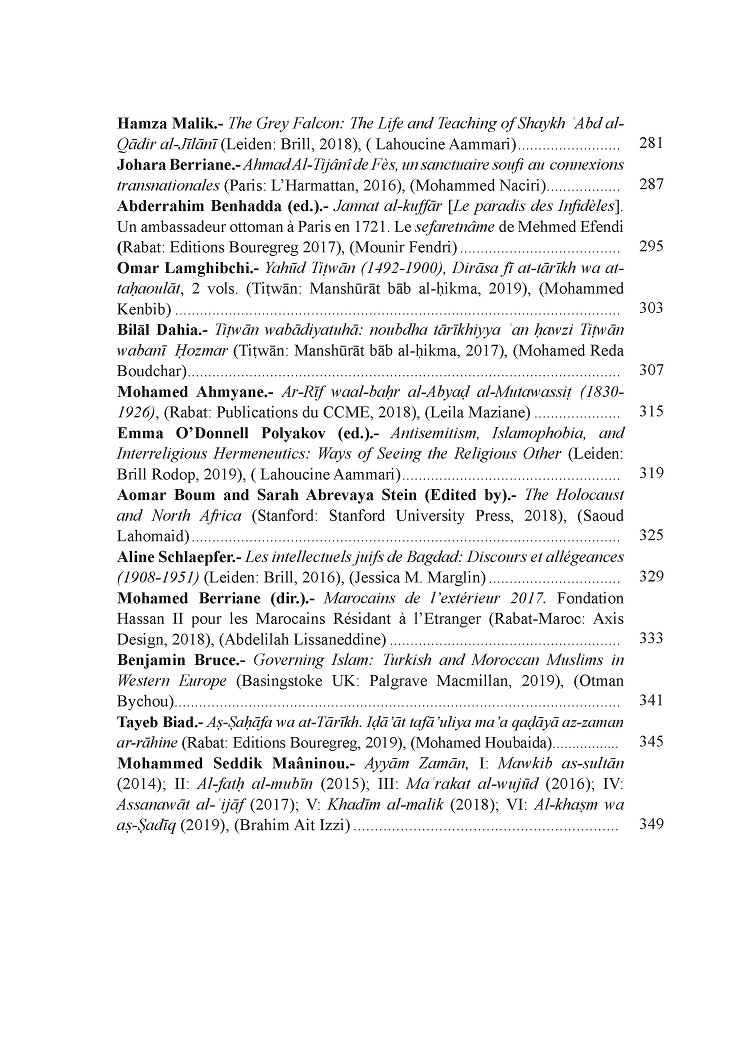 Hamza Malik.- The Grey Falcon: The Life and Teaching of Shaykh ʿAbd al-
Qādir al-Jīlānī (Leiden: Brill, 2018), ( Lahoucine Aammari)........................ 281
Johara Berriane.- Ahmad Al-Tijânî de Fès, un sanctuaire soufi au connexions
transnationales (Paris: L’Harmattan, 2016), (Mohammed Naciri)................. 287
Abderrahim Benhadda (ed.).- Jannat al-kuffār [Le paradis des Infidèles].
Un ambassadeur ottoman à Paris en 1721. Le sefaretnâme de Mehmed Efendi
(Rabat: Editions Bouregreg 2017), (Mounir Fendri)..................................... 295
Omar Lamghibchi.- Yahūd Tiṭwān (1492-1900), Dirāsa fī at-tārīkh wa at-
taḥaoulāt, 2 vols. (Tiṭwān: Manshūrāt bāb al-ḥikma, 2019), (Mohammed
Kenbib) ........................................................................................................ 303
Bilāl Dahia.- Tiṭwān wabādiyatuhā: noubdha tārīkhiyya ʿan ḥawzi Tiṭwān
wabanī Ḥozmar (Tiṭwān: Manshūrāt bāb al-ḥikma, 2017), (Mohamed Reda
Boudchar)..................................................................................................... 307
Mohamed Ahmyane.- Ar-Rīf waal-baḥr al-Abyaḍ al-Mutawassiṭ (1830-
1926), (Rabat: Publications du CCME, 2018), (Leila Maziane) .................... 315
Emma O’Donnell Polyakov (ed.).- Antisemitism, Islamophobia, and
Interreligious Hermeneutics: Ways of Seeing the Religious Other (Leiden:
Brill Rodop, 2019), ( Lahoucine Aammari)................................................... 319
Aomar Boum and Sarah Abrevaya Stein (Edited by).- The Holocaust
and North Africa (Stanford: Stanford University Press, 2018), (Saoud
Lahomaid).................................................................................................... 325
Aline Schlaepfer.- Les intellectuels juifs de Bagdad: Discours et allégeances
(1908-1951) (Leiden: Brill, 2016), (Jessica M. Marglin)............................... 329
Mohamed Berriane (dir.).- Marocains de l’extérieur 2017. Fondation
Hassan II pour les Marocains Résidant à l’Etranger (Rabat-Maroc: Axis
Design, 2018), (Abdelilah Lissaneddine) ...................................................... 333
Benjamin Bruce.- Governing Islam: Turkish and Moroccan Muslims in
Western Europe (Basingstoke UK: Palgrave Macmillan, 2019), (Otman
Bychou)........................................................................................................ 341
Tayeb Biad.- Aṣ-Ṣaḥāfa wa at-Tārīkh. Iḍā’āt tafā’uliya ma’a qaḍāyā az-zaman
ar-rāhine (Rabat: Editions Bouregreg, 2019), (Mohamed Houbaida)................ 345
Mohammed Seddik Maâninou.- Ayyām Zamān, I: Mawkib as-sultān
(2014); II: Al-fatḥ al-mubīn (2015); III: Maʿrakat al-wujūd (2016); IV:
Assanawāt al-ʿijāf (2017); V: Khadīm al-malik (2018); VI: Al-khaṣm wa
aṣ-Ṣadīq (2019), (Brahim Ait Izzi).............................................................. 349